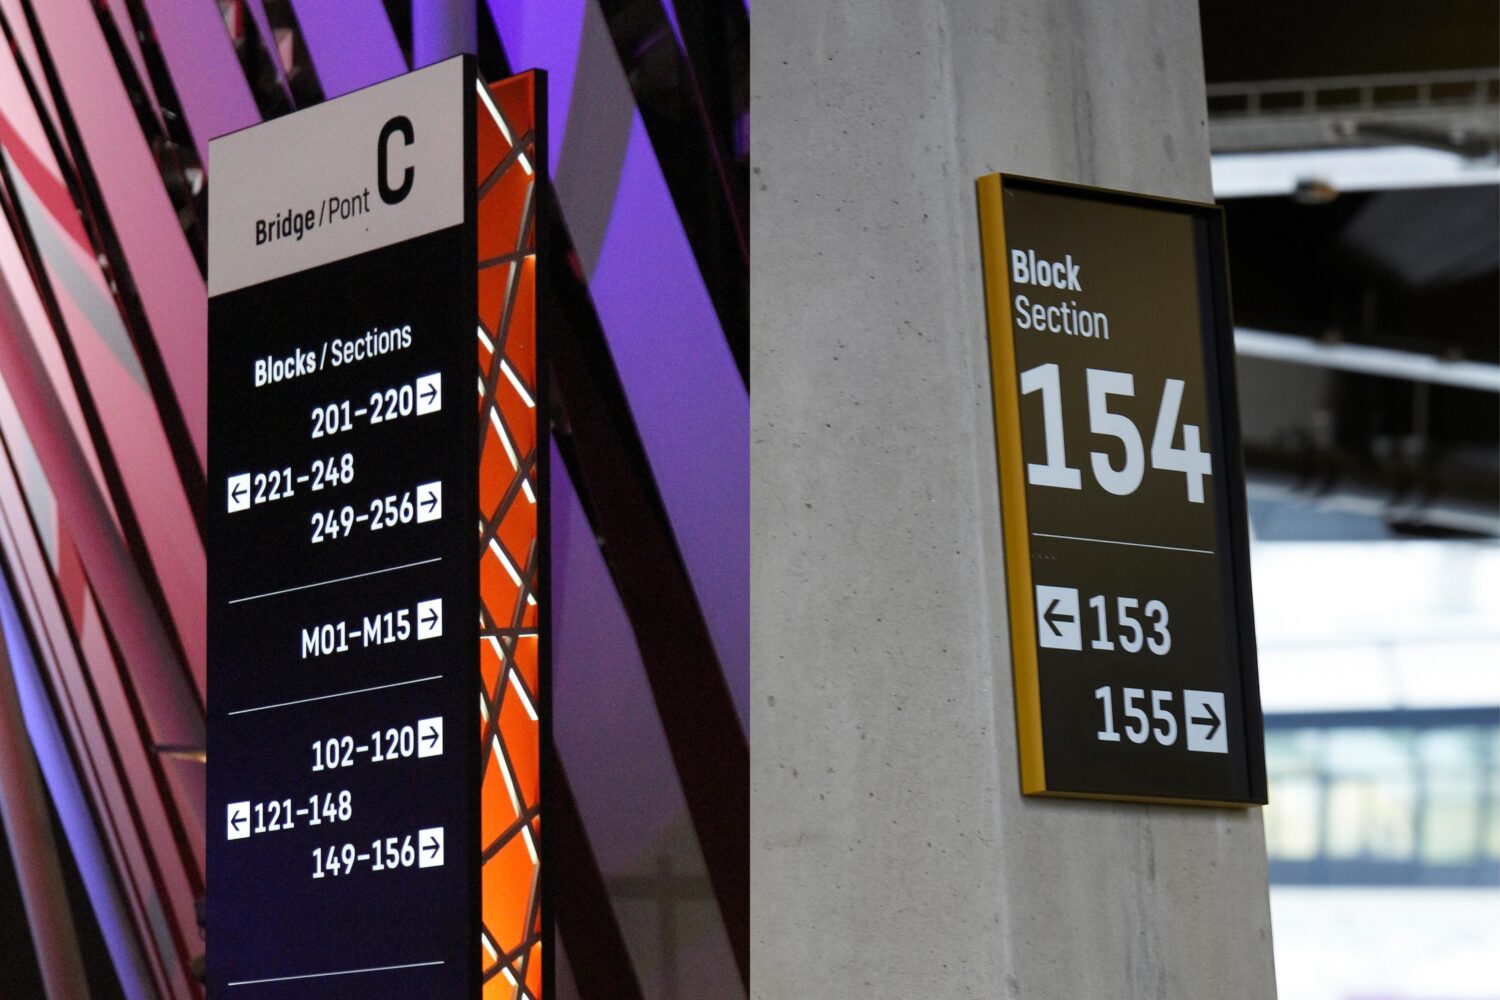 C
Bridge / Pont
Blocks / Sections
201–220 →
← 221–248
249–256 →
M01–M15 →
102–120 →
← 121–148
149–156 →
Block
Section
154
← 153
155 →